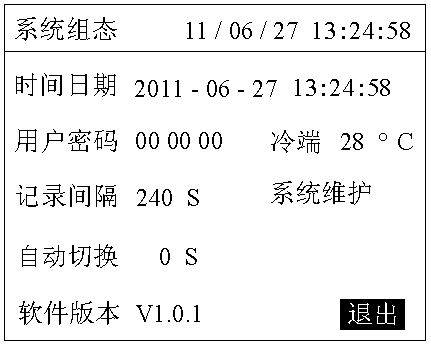 系统组态 11 / 06 / 27 13:24:58
时间日期 2011 - 06 - 27 13:24:58
用户密码 00 00 00 冷端 28 ° C
记录间隔 240 S 系统维护
自动切换 0 S
软件版本 V1.0.1 退出